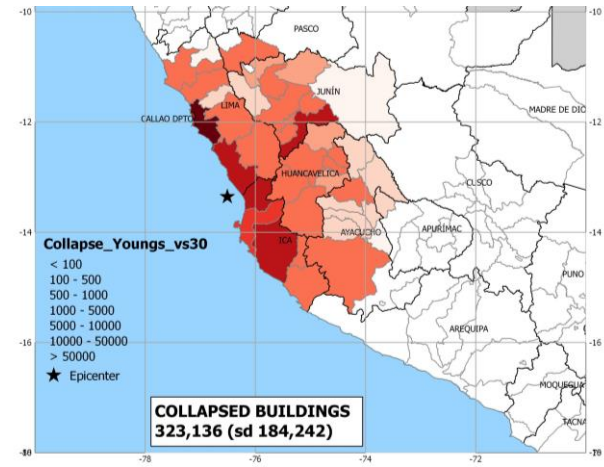 -10
-10
PASCO
JUNÍN
LIMA
MADRE DE DIO
-12
CALLAO DPTO
-12
HUANCAVELICA
CUSCO
-14
-14
Collapse_Youngs_vs30
ICA
AYACUCHO
APURÍMAC
< 100
100 - 500
500 - 1000
1000 - 5000
5000 - 10000
10000 - 50000
> 50000
Epicenter
PUNO
AREQUIPA
-16
-16
MOQUEGUA
COLLAPSED BUILDINGS
323,136 (sd 184,242)
TACNA
-78
-76
-74
-72